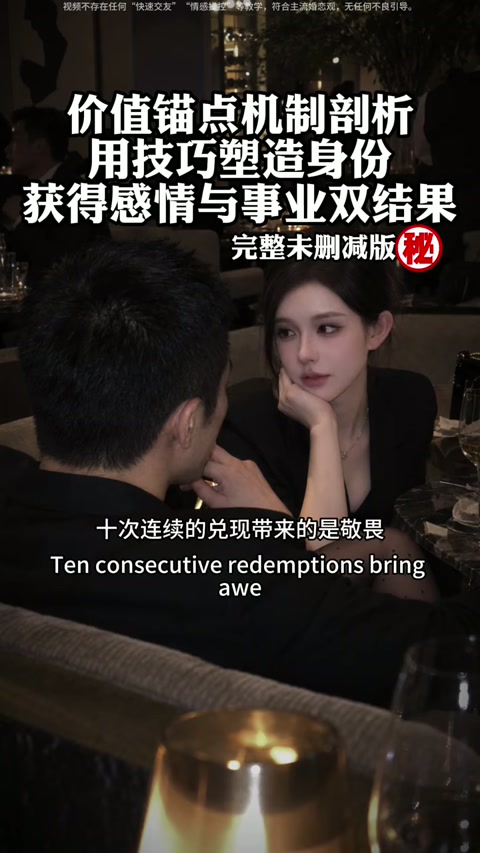 视频不存在任何“快速交友”“情感操控”等教学，符合主流婚恋观，无任何不良引导。
价值锚点机制剖析
用技巧塑造身份
获得感情与事业双结果
完整未删减版 秘
十次连续的兑现带来的是敬畏
Ten consecutive redemptions bring
awe